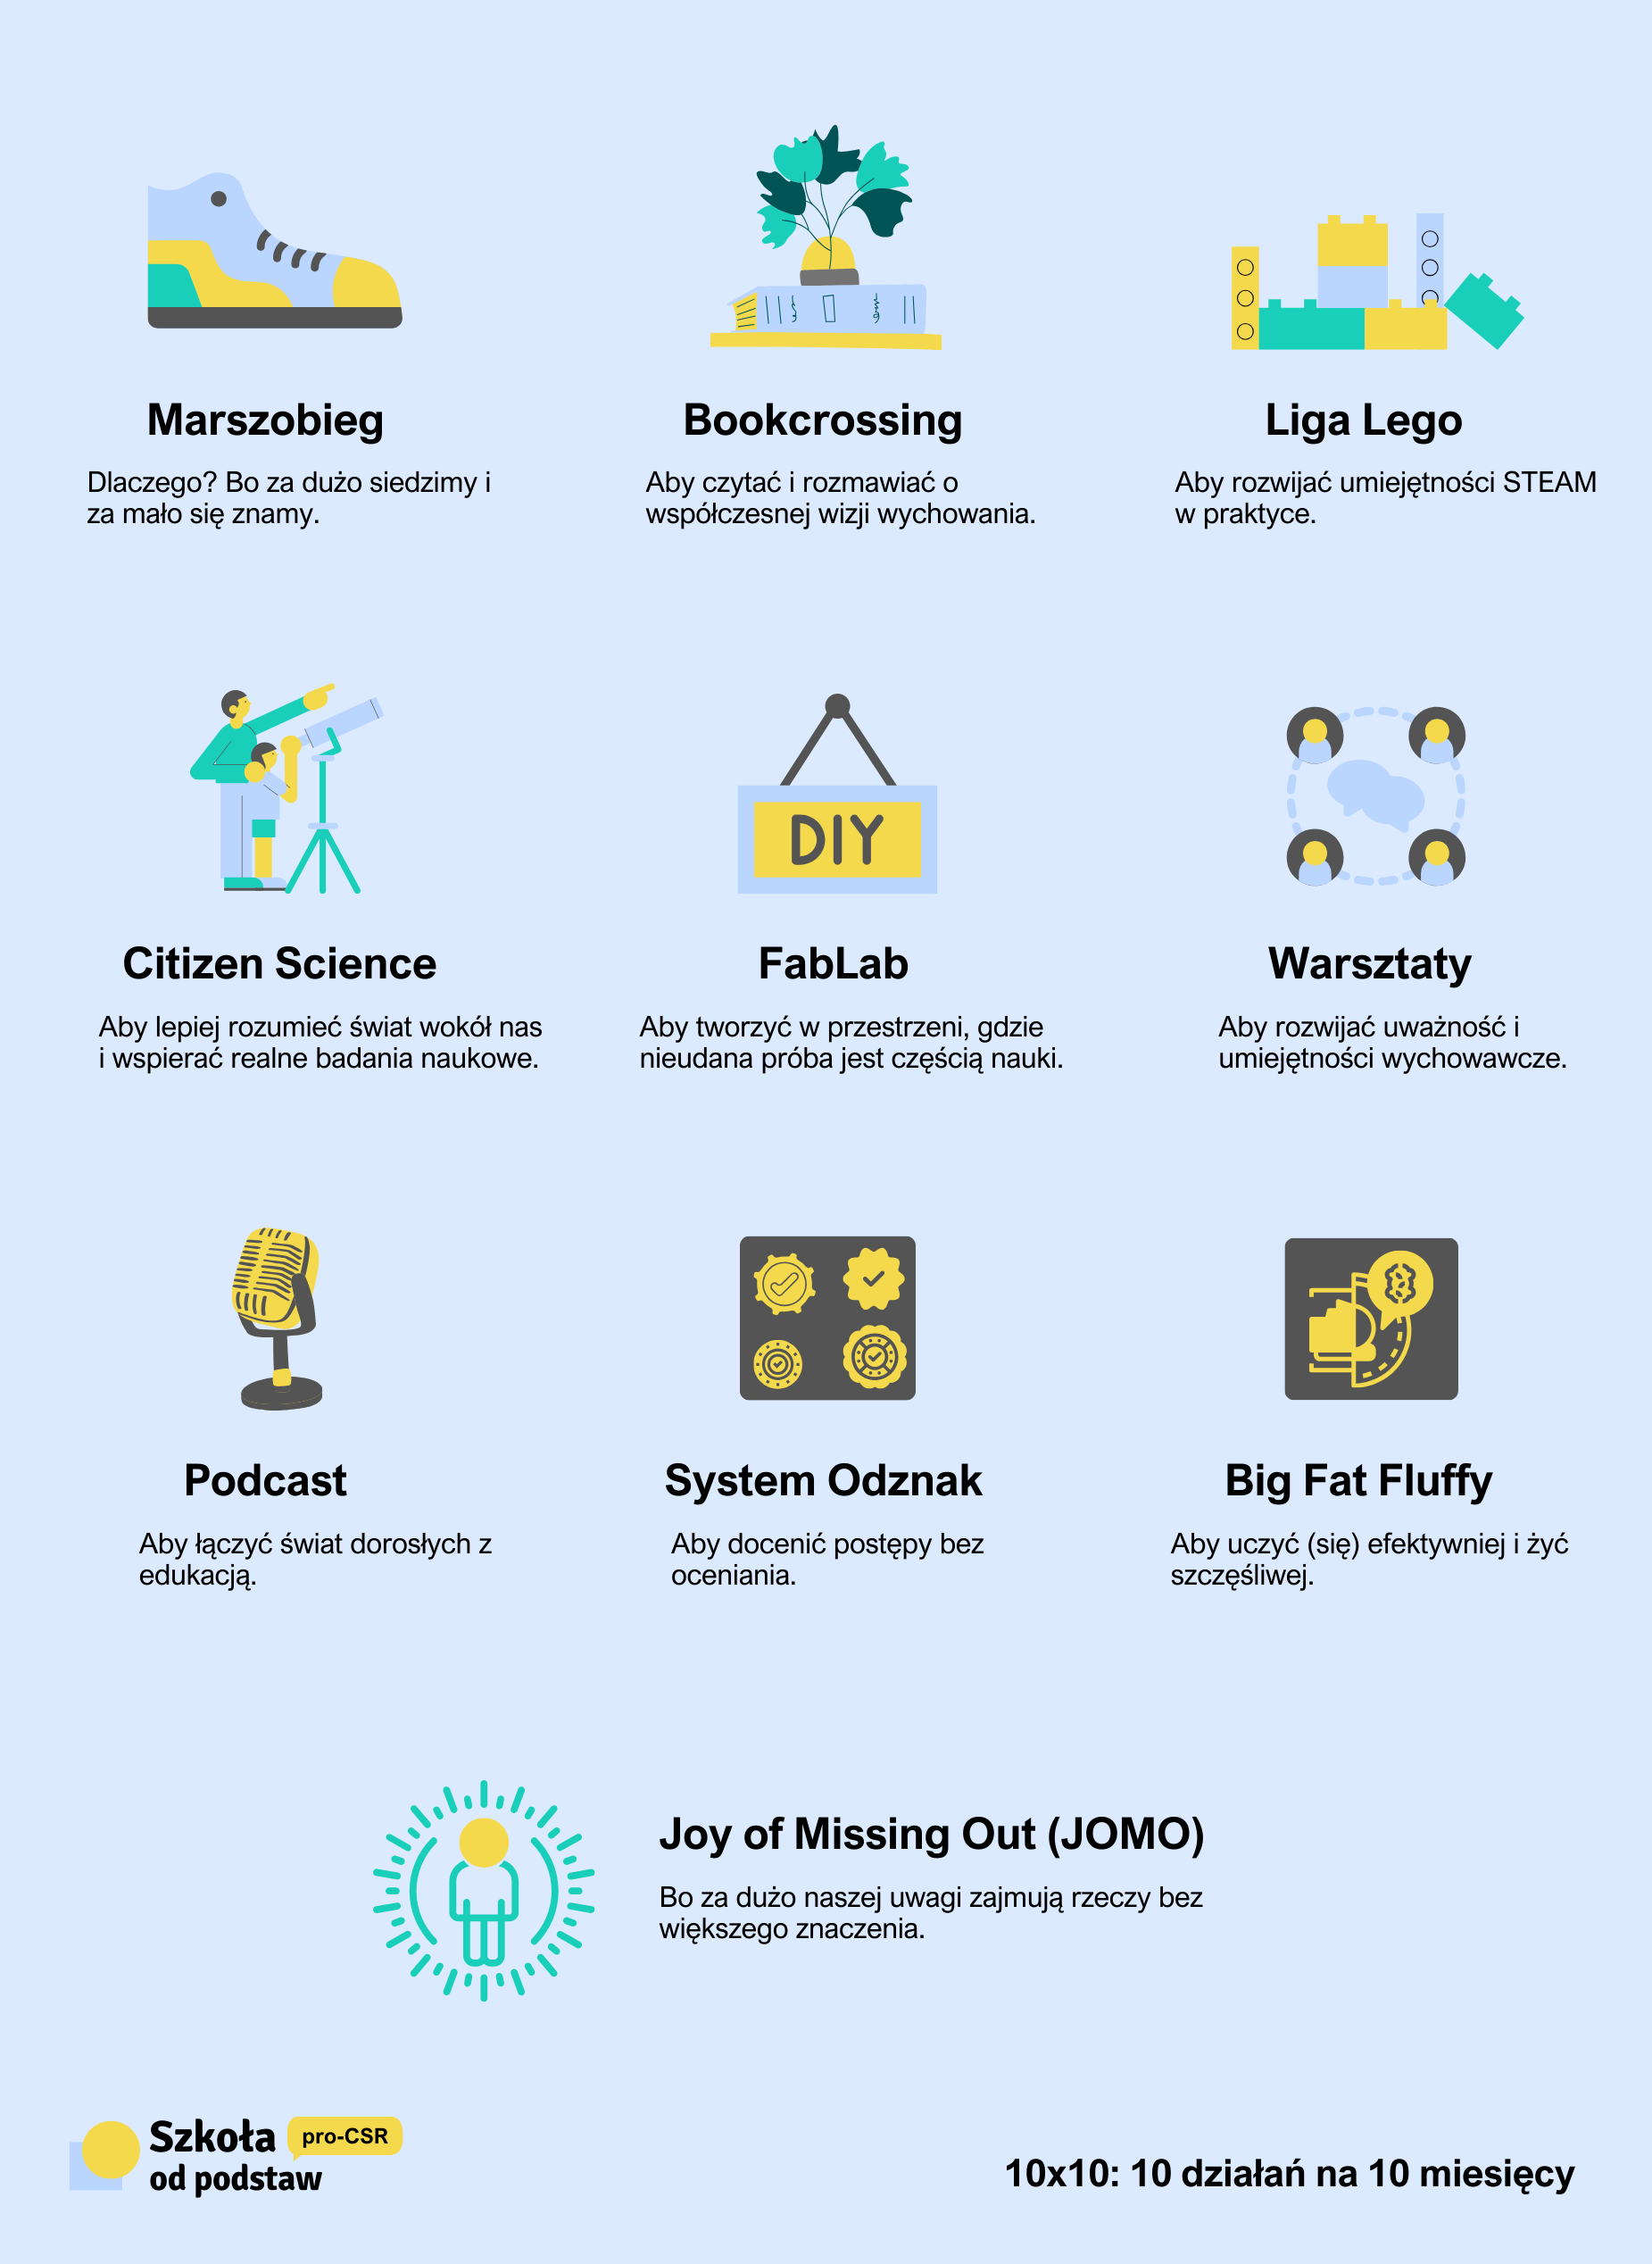 Marszobieg
Dlaczego? Bo za dużo siedzimy i
za mało się znamy.
Bookcrossing
Aby czytać i rozmawiać o
współczesnej wizji wychowania.
Liga Lego
Aby rozwijać umiejętności STEAM
w praktyce.
DIY
Citizen Science
Aby lepiej rozumieć świat wokół nas
i wspierać realne badania naukowe.
FabLab
Aby tworzyć w przestrzeni, gdzie
nieudana próba jest częścią nauki.
Warsztaty
Aby rozwijać uważność i
umiejętności wychowawcze.
Podcast
Aby łączyć świat dorosłych z
edukacją.
System Odznak
Aby docenić postępy bez
oceniania.
Big Fat Fluffy
Aby uczyć (się) efektywniej i żyć
szczęśliwej.
Joy of Missing Out (JOMO)
Bo za dużo naszej uwagi zajmują rzeczy bez
większego znaczenia.
Szkoła pro-CSR
od podstaw
10x10: 10 działań na 10 miesięcy